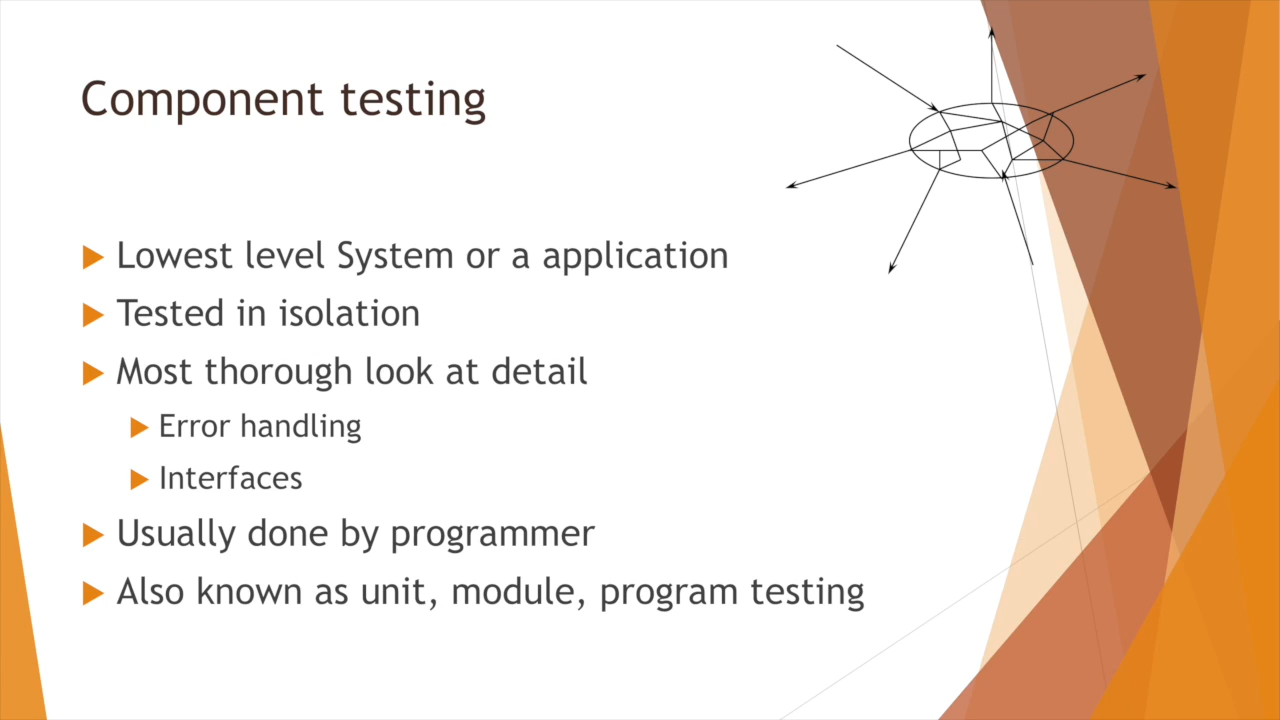 Component testing
Lowest level System or a application
Tested in isolation
Most thorough look at detail
Error handling
Interfaces
Usually done by programmer
Also known as unit, module, program testing